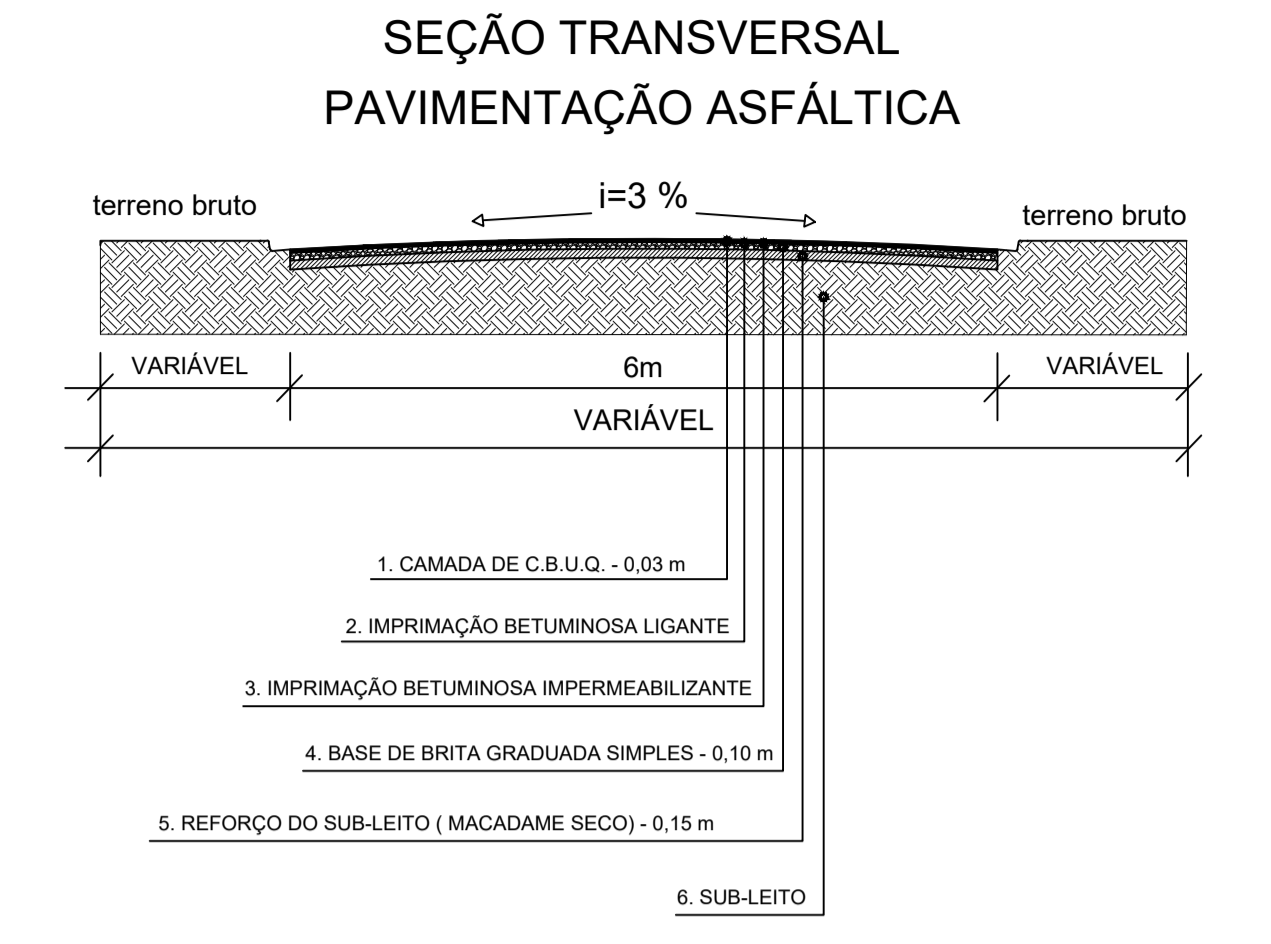 SEÇÃO TRANSVERSAL
PAVIMENTAÇÃO ASFÁLTICA
i=3 %
terreno bruto
terreno bruto
VARIÁVEL
6m
VARIÁVEL
VARIÁVEL
1. CAMADA DE C.B.U.Q. - 0,03 m
2. IMPRIMAÇÃO BETUMINOSA LIGANTE
3. IMPRIMAÇÃO BETUMINOSA IMPERMEABILIZANTE
4. BASE DE BRITA GRADUADA SIMPLES - 0,10 m
5. REFORÇO DO SUB-LEITO ( MACADAME SECO) - 0,15 m
6. SUB-LEITO